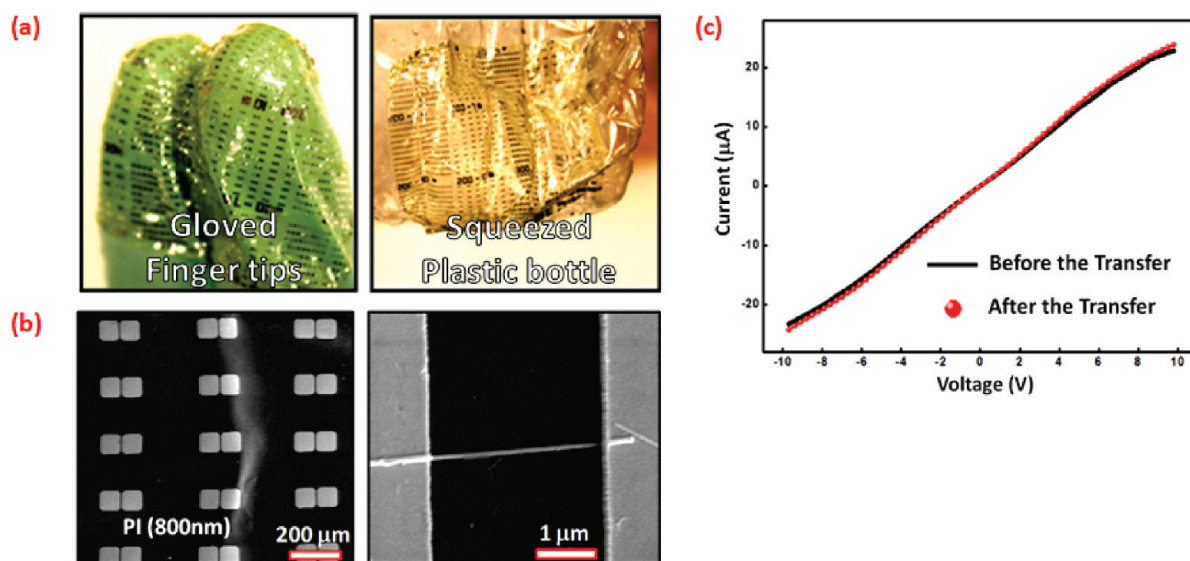 (a)
Gloved
Finger tips
Squeezed
Plastic bottle
(b)
PI (800nm)
200 μm
1 μm
(c)
Current (μA)
20
10
0
-10
-20
Before the Transfer
After the Transfer
-10 -8 -6 -4 -2 0 2 4 6 8 10
Voltage (V)